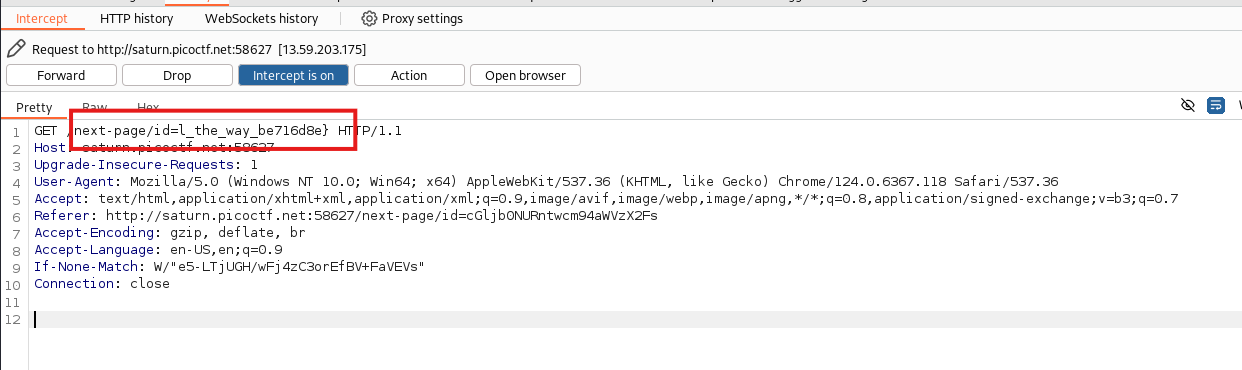 Intercept HTTP history WebSockets history Proxy settings
Request to http://saturn.picoctf.net:58627 [13.59.203.175]
Forward Drop Intercept is on Action Open browser
Pretty Raw Hex
1 GET /next-page/id=l_the_way_be716d8e} HTTP/1.1
2 Host: saturn.picoctf.net:58627
3 Upgrade-Insecure-Requests: 1
4 User-Agent: Mozilla/5.0 (Windows NT 10.0; Win64; x64) AppleWebKit/537.36 (KHTML, like Gecko) Chrome/124.0.6367.118 Safari/537.36
5 Accept: text/html,application/xhtml+xml,application/xml;q=0.9,image/avif,image/webp,image/apng,*/*;q=0.8,application/signed-exchange;v=b3;q=0.7
6 Referer: http://saturn.picoctf.net:58627/next-page/id=cGljb0NURntwcm94aWVzX2Fs
7 Accept-Encoding: gzip, deflate, br
8 Accept-Language: en-US,en;q=0.9
9 If-None-Match: W/"e5-LTjUGH/wFj4zC3orEfBV+FaVEVs"
10 Connection: close
11
12